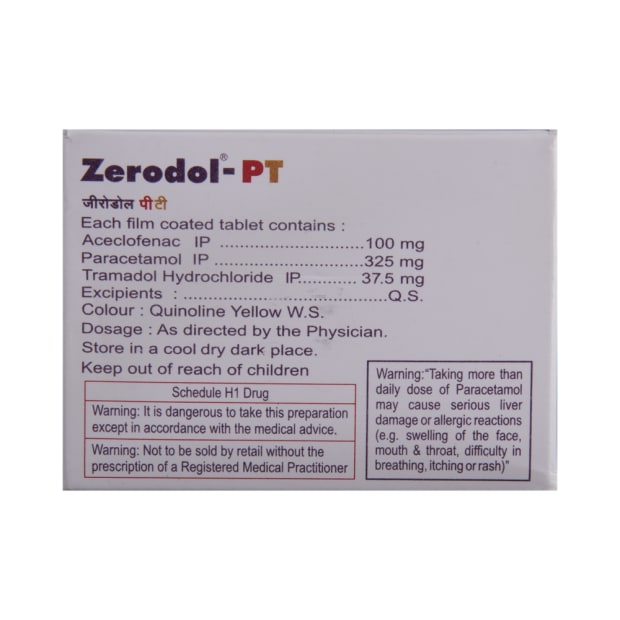 Zerodol®-PT
जीरोडोल पीटी
Each film coated tablet contains :
Aceclofenac IP ..............................100 mg
Paracetamol IP ...............................325 mg
Tramadol Hydrochloride IP............ 37.5 mg
Excipients : ..........................................Q.S.
Colour : Quinoline Yellow W.S.
Dosage : As directed by the Physician.
Store in a cool dry dark place.
Keep out of reach of children
Schedule H1 Drug
Warning: It is dangerous to take this preparation
except in accordance with the medical advice.
Warning: Not to be sold by retail without the
prescription of a Registered Medical Practitioner
Warning:"Taking more than
daily dose of Paracetamol
may cause serious liver
damage or allergic reactions
(e.g. swelling of the face,
mouth & throat, difficulty in
breathing, itching or rash)"